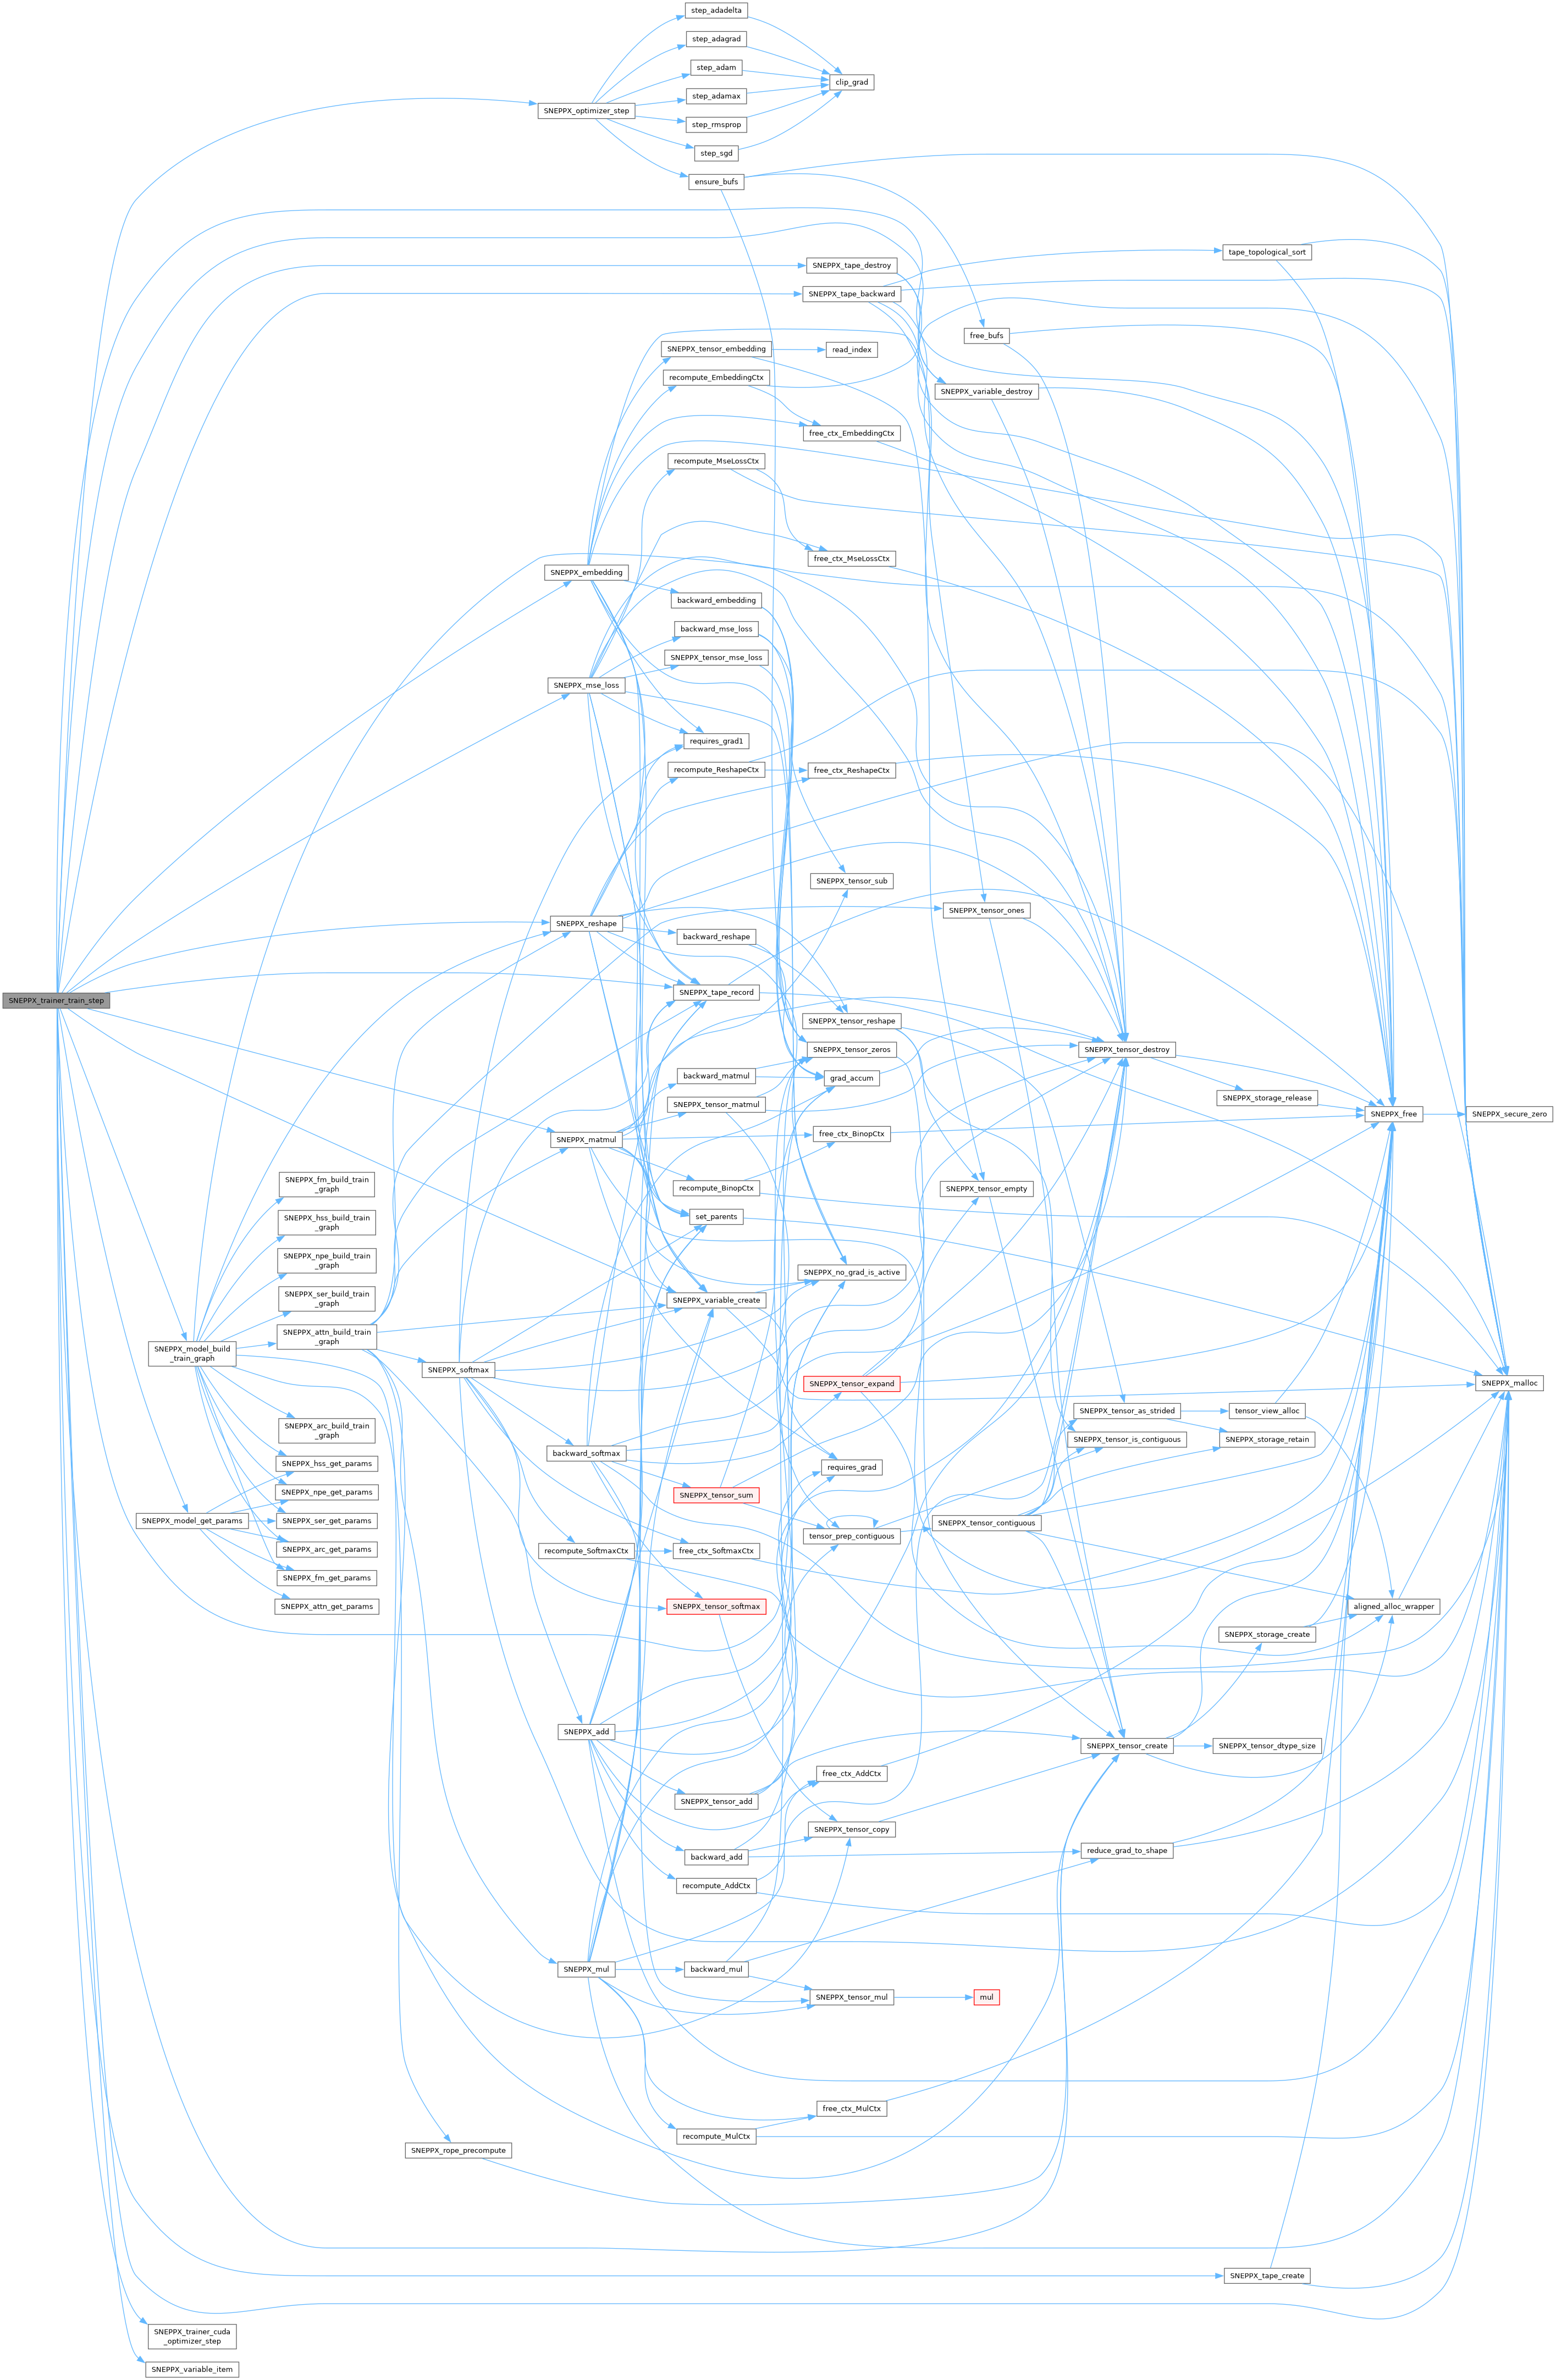 step_adadelta
step_adagrad
step_adam
clip_grad
step_adamax
SNEPPX_optimizer_step
step_rmsprop
step_sgd
ensure_bufs
tape_topological_sort
SNEPPX_tape_destroy
SNEPPX_tape_backward
free_bufs
SNEPPX_tensor_embedding
read_index
recompute_EmbeddingCtx
SNEPPX_variable_destroy
free_ctx_EmbeddingCtx
recompute_MseLossCtx
free_ctx_MseLossCtx
SNEPPX_embedding
backward_embedding
backward_mse_loss
SNEPPX_tensor_mse_loss
SNEPPX_mse_loss
requires_grad1
recompute_ReshapeCtx
free_ctx_ReshapeCtx
SNEPPX_tensor_sub
SNEPPX_tensor_ones
SNEPPX_reshape
backward_reshape
SNEPPX_tape_record
SNEPPX_trainer_train_step
SNEPPX_tensor_reshape
SNEPPX_tensor_zeros
SNEPPX_tensor_destroy
backward_matmul
grad_accum
SNEPPX_storage_release
SNEPPX_tensor_matmul
SNEPPX_free
SNEPPX_secure_zero
free_ctx_BinopCtx
SNEPPX_matmul
SNEPPX_fm_build_train
_graph
recompute_BinopCtx
SNEPPX_tensor_empty
SNEPPX_hss_build_train
_graph
set_parents
SNEPPX_npe_build_train
_graph
SNEPPX_no_grad_is_active
SNEPPX_ser_build_train
_graph
SNEPPX_variable_create
SNEPPX_attn_build_train
_graph
SNEPPX_model_build
_train_graph
SNEPPX_softmax
SNEPPX_tensor_expand
SNEPPX_malloc
SNEPPX_tensor_as_strided
tensor_view_alloc
SNEPPX_arc_build_train
_graph
SNEPPX_tensor_is_contiguous
SNEPPX_storage_retain
backward_softmax
SNEPPX_hss_get_params
requires_grad
SNEPPX_npe_get_params
SNEPPX_tensor_sum
SNEPPX_model_get_params
SNEPPX_ser_get_params
SNEPPX_tensor_contiguous
tensor_prep_contiguous
SNEPPX_arc_get_params
recompute_SoftmaxCtx
free_ctx_SoftmaxCtx
SNEPPX_fm_get_params
SNEPPX_attn_get_params
SNEPPX_tensor_softmax
aligned_alloc_wrapper
SNEPPX_storage_create
SNEPPX_add
SNEPPX_tensor_create
SNEPPX_tensor_dtype_size
free_ctx_AddCtx
SNEPPX_tensor_add
SNEPPX_tensor_copy
backward_add
reduce_grad_to_shape
recompute_AddCtx
SNEPPX_mul
backward_mul
SNEPPX_tensor_mul
mul
free_ctx_MulCtx
recompute_MulCtx
SNEPPX_rope_precompute
SNEPPX_tape_create
SNEPPX_trainer_cuda
_optimizer_step
SNEPPX_variable_item